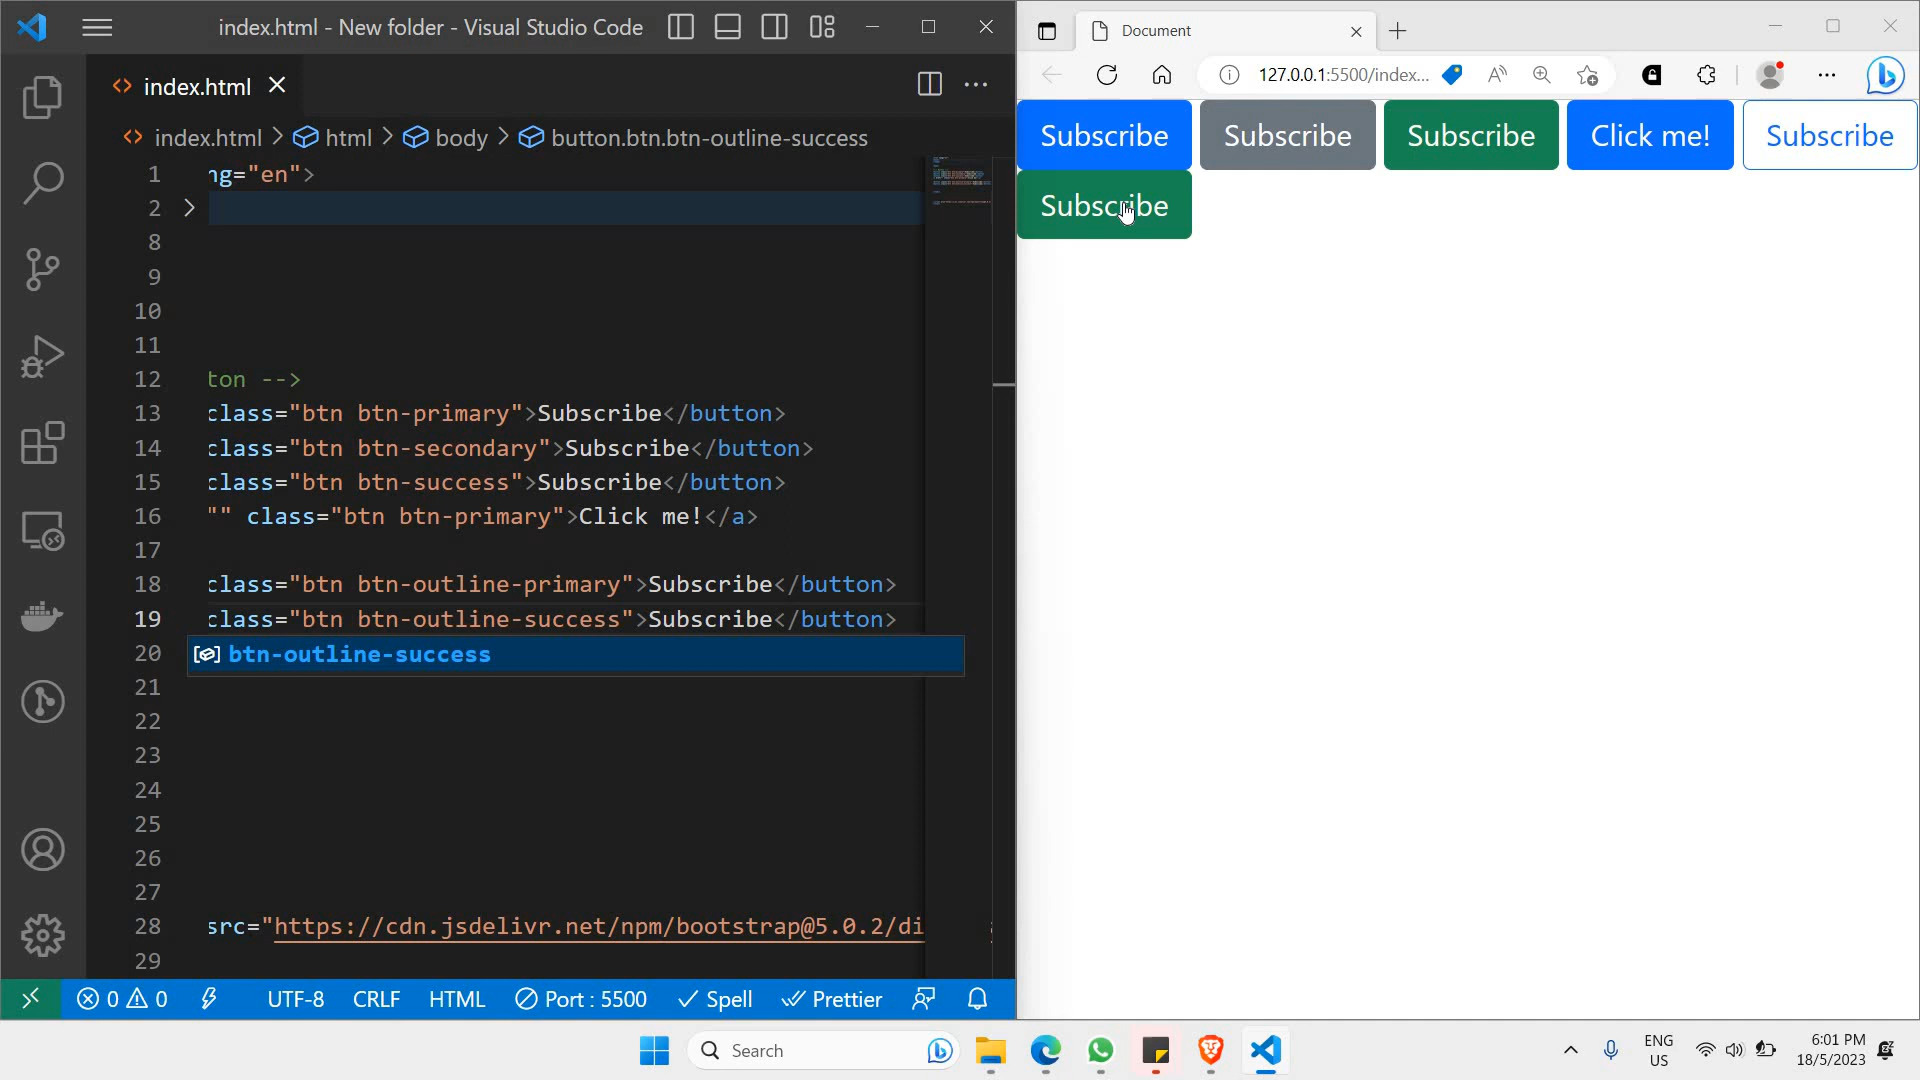 index.html - New folder - Visual Studio Code
index.html
index.html > html > body > button.btn.btn-outline-success
1 ng="en">
2
8
9
10
11
12 ton -->
13 class="btn btn-primary">Subscribe</button>
14 class="btn btn-secondary">Subscribe</button>
15 class="btn btn-success">Subscribe</button>
16 "" class="btn btn-primary">Click me!</a>
17
18 class="btn btn-outline-primary">Subscribe</button>
19 class="btn btn-outline-success">Subscribe</button>
20 btn-outline-success
21
22
23
24
25
26
27
28 src="https://cdn.jsdelivr.net/npm/bootstrap@5.0.2/di
29
0 0 UTF-8 CRLF HTML Port : 5500 Spell Prettier
Document
127.0.0.1:5500/index...
Subscribe Subscribe Subscribe Click me! Subscribe
Subscribe
Search
ENG
US
6:01 PM
18/5/2023